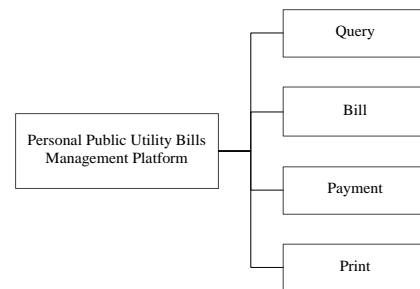 Query
Bill
Personal Public Utility Bills
Management Platform
Payment
Print